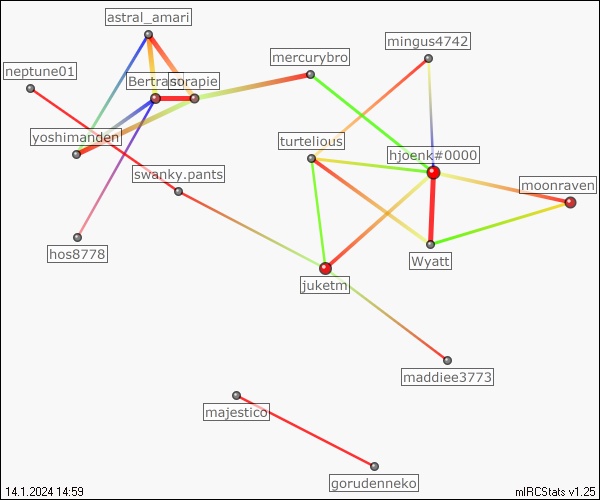 astral_amari
mingus4742
mercurybro
neptune01
Bertrand
sorapie
yoshimanden
turtelious
hjoenk#0000
swanky.pants
moonraven
hos8778
Wyatt
juketm
maddiee3773
majestico
gorudenneko
14.1.2024 14:59
mIRCStats v1.25